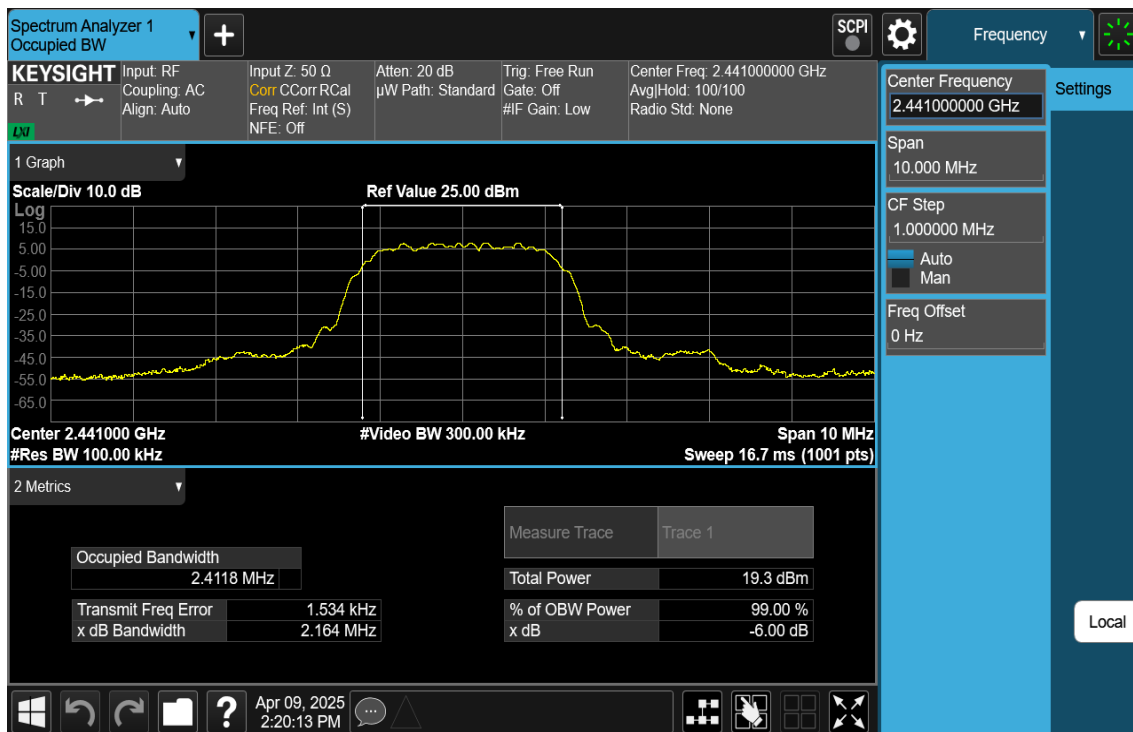 Spectrum Analyzer 1
Occupied BW
+
SCPI
Frequency
KEYSIGHT
R T
LXI
Input: RF
Coupling: AC
Align: Auto
Input Z: 50 Ω
Corr CCorr RCal
Freq Ref: Int (S)
NFE: Off
Atten: 20 dB
µW Path: Standard
Trig: Free Run
Gate: Off
#IF Gain: Low
Center Freq: 2.441000000 GHz
Avg|Hold: 100/100
Radio Std: None
Center Frequency
2.441000000 GHz
Settings
Span
10.000 MHz
CF Step
1.000000 MHz
Auto
Man
Freq Offset
0 Hz
Local
1 Graph
Scale/Div 10.0 dB
Ref Value 25.00 dBm
Log
15.0
5.00
-5.00
-15.0
-25.0
-35.0
-45.0
-55.0
-65.0
Center 2.441000 GHz
#Video BW 300.00 kHz
Span 10 MHz
#Res BW 100.00 kHz
Sweep 16.7 ms (1001 pts)
2 Metrics
Measure Trace
Trace 1
Occupied Bandwidth
2.4118 MHz
Total Power
19.3 dBm
Transmit Freq Error
1.534 kHz
% of OBW Power
99.00 %
x dB Bandwidth
2.164 MHz
x dB
-6.00 dB
?
Apr 09, 2025
2:20:13 PM